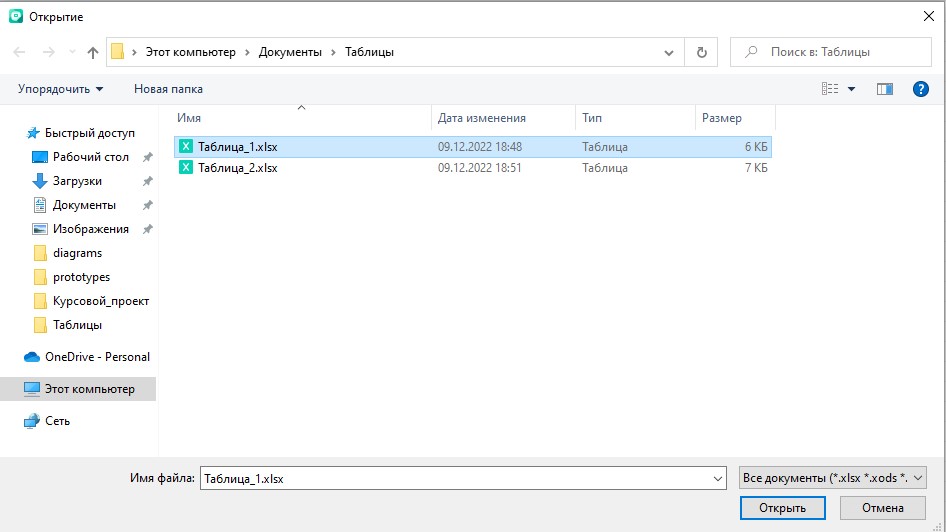 Открытие
Этот компьютер › Документы › Таблицы
Поиск в: Таблицы
Упорядочить
Новая папка
?
Имя Дата изменения Тип Размер
Быстрый доступ
Рабочий стол
Загрузки
Документы
Изображения
diagrams
prototypes
Курсовой_проект
Таблицы
OneDrive - Personal
Этот компьютер
Сеть
X Таблица_1.xlsx 09.12.2022 18:48 Таблица 6 КБ
X Таблица_2.xlsx 09.12.2022 18:51 Таблица 7 КБ
Имя файла: Таблица_1.xlsx
Все документы (*.xlsx *.xods *.
Открыть Отмена